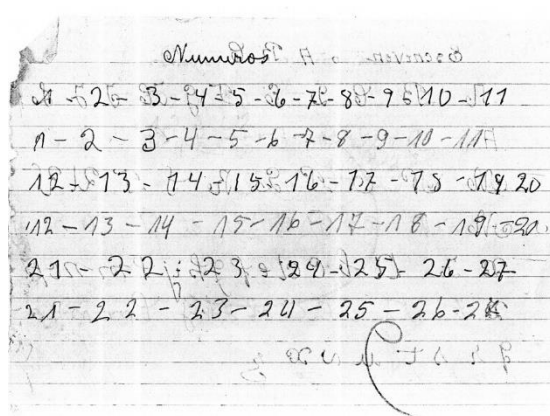 Numeros
1 - 2 - 3 - 4 - 5 - 6 - 7 - 8 - 9 - 10 - 11
1 - 2 - 3 - 4 - 5 - 6 - 7 - 8 - 9 - 10 - 11
12 - 13 - 14 - 15 - 16 - 17 - 18 - 19 20
12 - 13 - 14 - 15 - 16 - 17 - 18 - 19 - 20
21 - 22 - 23 - 24 - 25 - 26 - 27
21 - 22 - 23 - 24 - 25 - 26 - 2